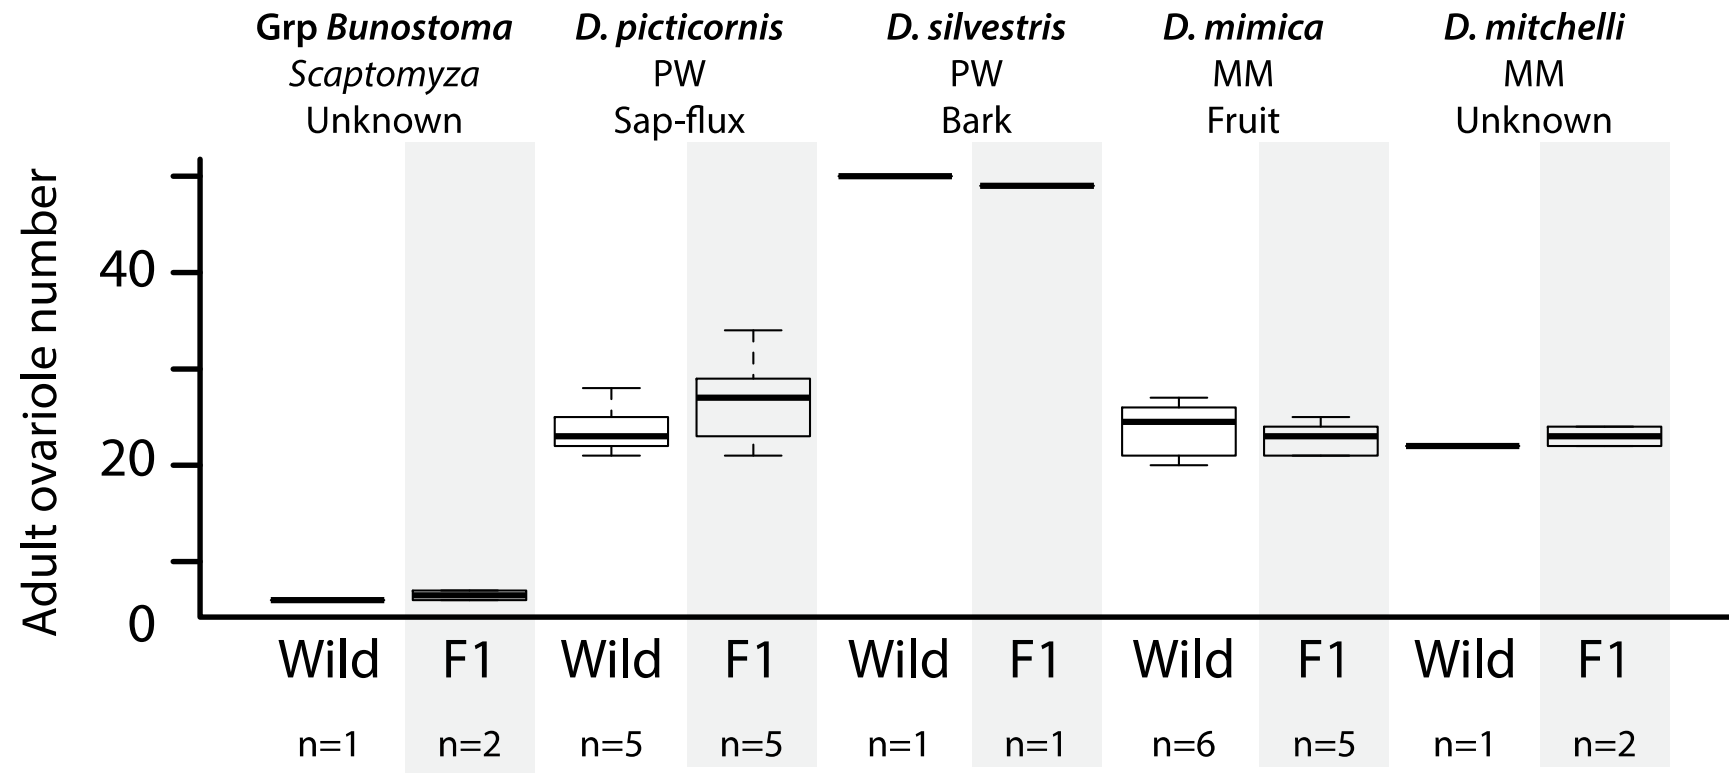 Grp Bunostoma D. picticornis D. silvestris D. mimica D. mitchelli
Scaptomyza PW PW MM MM
Unknown Sap-flux Bark Fruit Unknown
Adult ovariole number
40
20
0
Wild F1 Wild F1 Wild F1 Wild F1 Wild F1
n=1 n=2 n=5 n=5 n=1 n=1 n=6 n=5 n=1 n=2